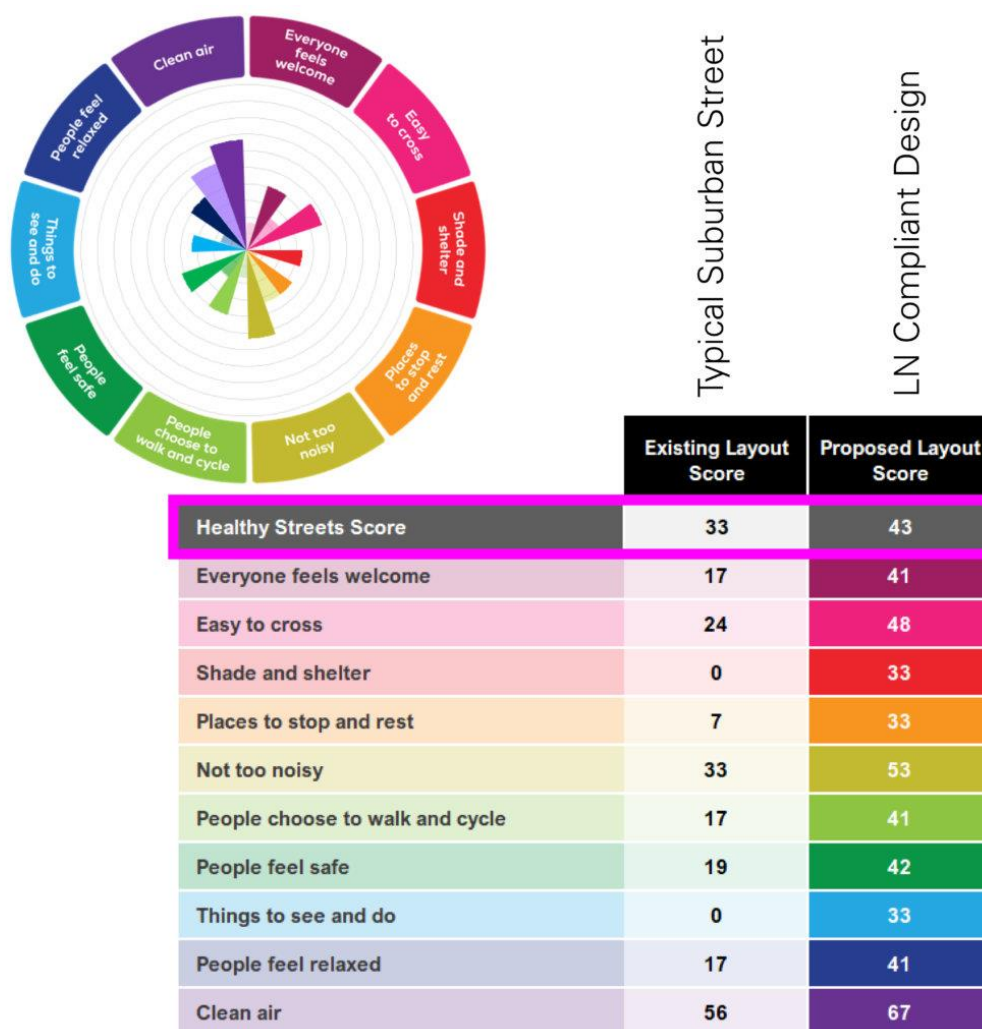 Clean air
Everyone
feels
welcome
Easy
to cross
Shade and
shelter
Places
to stop
and rest
Not too
noisy
People
choose to
walk and cycle
People
feel safe
Things to
see and do
People feel
relaxed
Typical Suburban Street
LN Compliant Design
Existing Layout
Score
Proposed Layout
Score
Healthy Streets Score 33 43
Everyone feels welcome 17 41
Easy to cross 24 48
Shade and shelter 0 33
Places to stop and rest 7 33
Not too noisy 33 53
People choose to walk and cycle 17 41
People feel safe 19 42
Things to see and do 0 33
People feel relaxed 17 41
Clean air 56 67